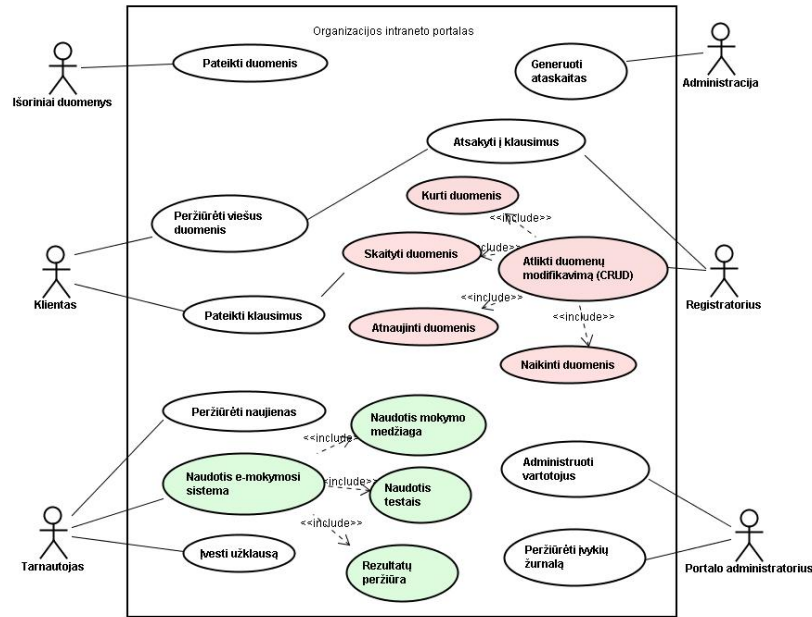 Organizacijos intraneto portalas
Pateikti duomenis
Generuoti
ataskaitas
Išoriniai duomenys
Administracija
Atsakyti į klausimus
Kurti duomenis
<<include>>
Peržiūrėti viešus
duomenis
Skaityti duomenis
include>>
Atlikti duomenų
modifikavimą (CRUD)
Klientas
Registratorius
Pateikti klausimus
<<include>>
Atnaujinti duomenis
<<include>>
Naikinti duomenis
Peržiūrėti naujienas
Naudotis mokymo
medžiaga
<<include>>
Naudotis e-mokymosi
sistema
<<include>>
Naudotis
testais
Administruoti
vartotojus
<<include>>
Įvesti užklausą
Rezultatų
peržiūra
Peržiūrėti įvykių
žurnalą
Tarnautojas
Portalo administratorius